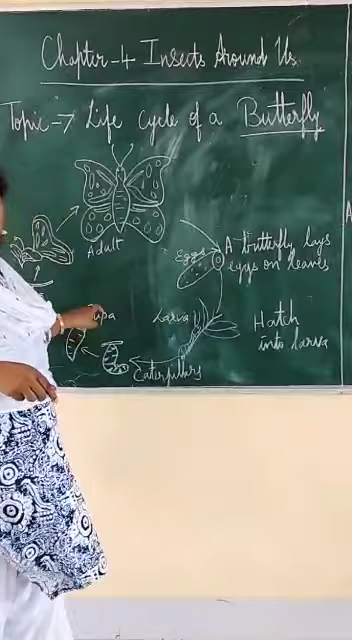 Chapter-4 Insects Around Us
Topic → Life cycle of a Butterfly
Adult
Eggs
A butterfly lays
eggs on leaves
Larva
Hatch
into larva
Caterpillars